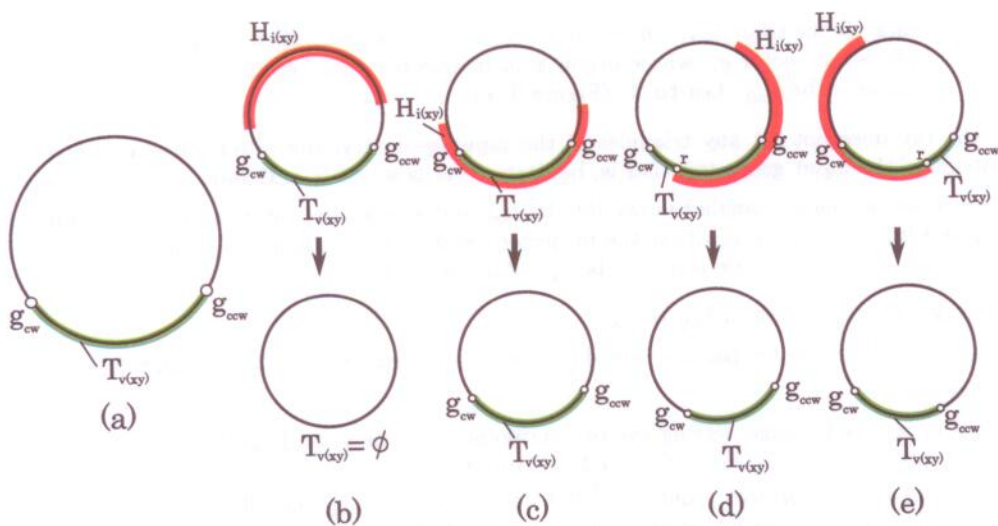 H_i(xy)
g_cw
g_ccw
T_v(xy)
T_v(xy) = ϕ
(b)
H_i(xy)
g_cw
g_ccw
T_v(xy)
g_cw
g_ccw
T_v(xy)
(c)
H_i(xy)
g_cw
r
g_ccw
T_v(xy)
g_cw
g_ccw
T_v(xy)
(d)
H_i(xy)
g_cw
r
g_ccw
T_v(xy)
g_cw
g_ccw
T_v(xy)
(e)
g_cw
g_ccw
T_v(xy)
(a)